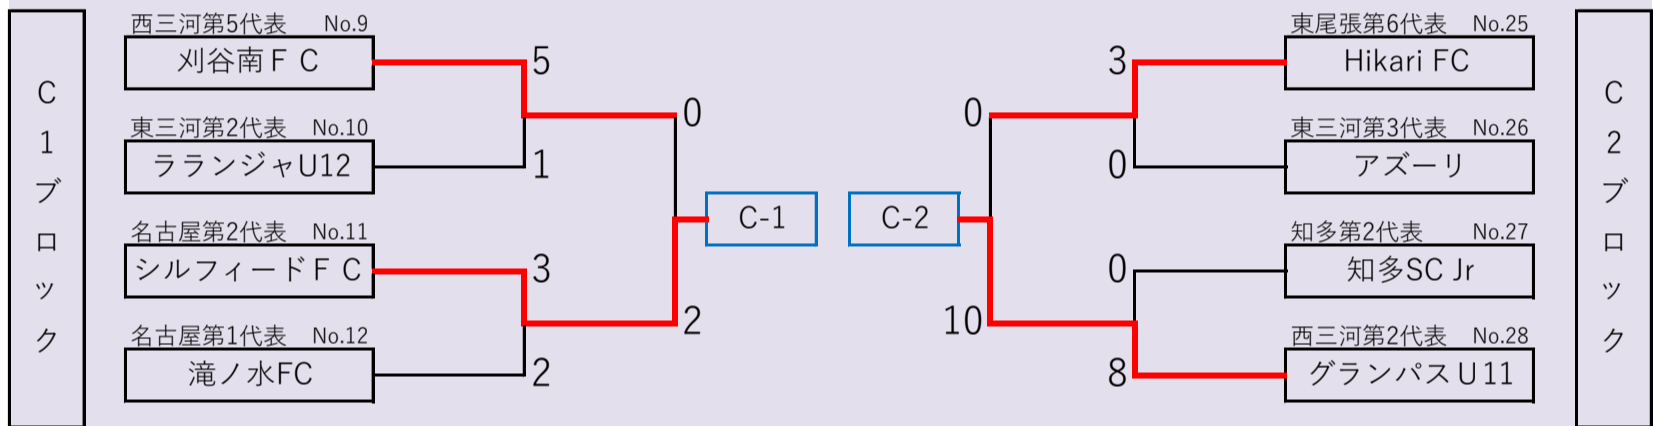 C1ブロック
西三河第5代表 No.9
刈谷南ＦＣ
5
東三河第2代表 No.10
ラランジャU12
1
0
名古屋第2代表 No.11
シルフィードＦＣ
3
名古屋第1代表 No.12
滝ノ水FC
2
2
C-1
C-2
東尾張第6代表 No.25
Hikari FC
3
東三河第3代表 No.26
アズーリ
0
0
知多第2代表 No.27
知多SC Jr
0
西三河第2代表 No.28
グランパスＵ11
8
10
C2ブロック